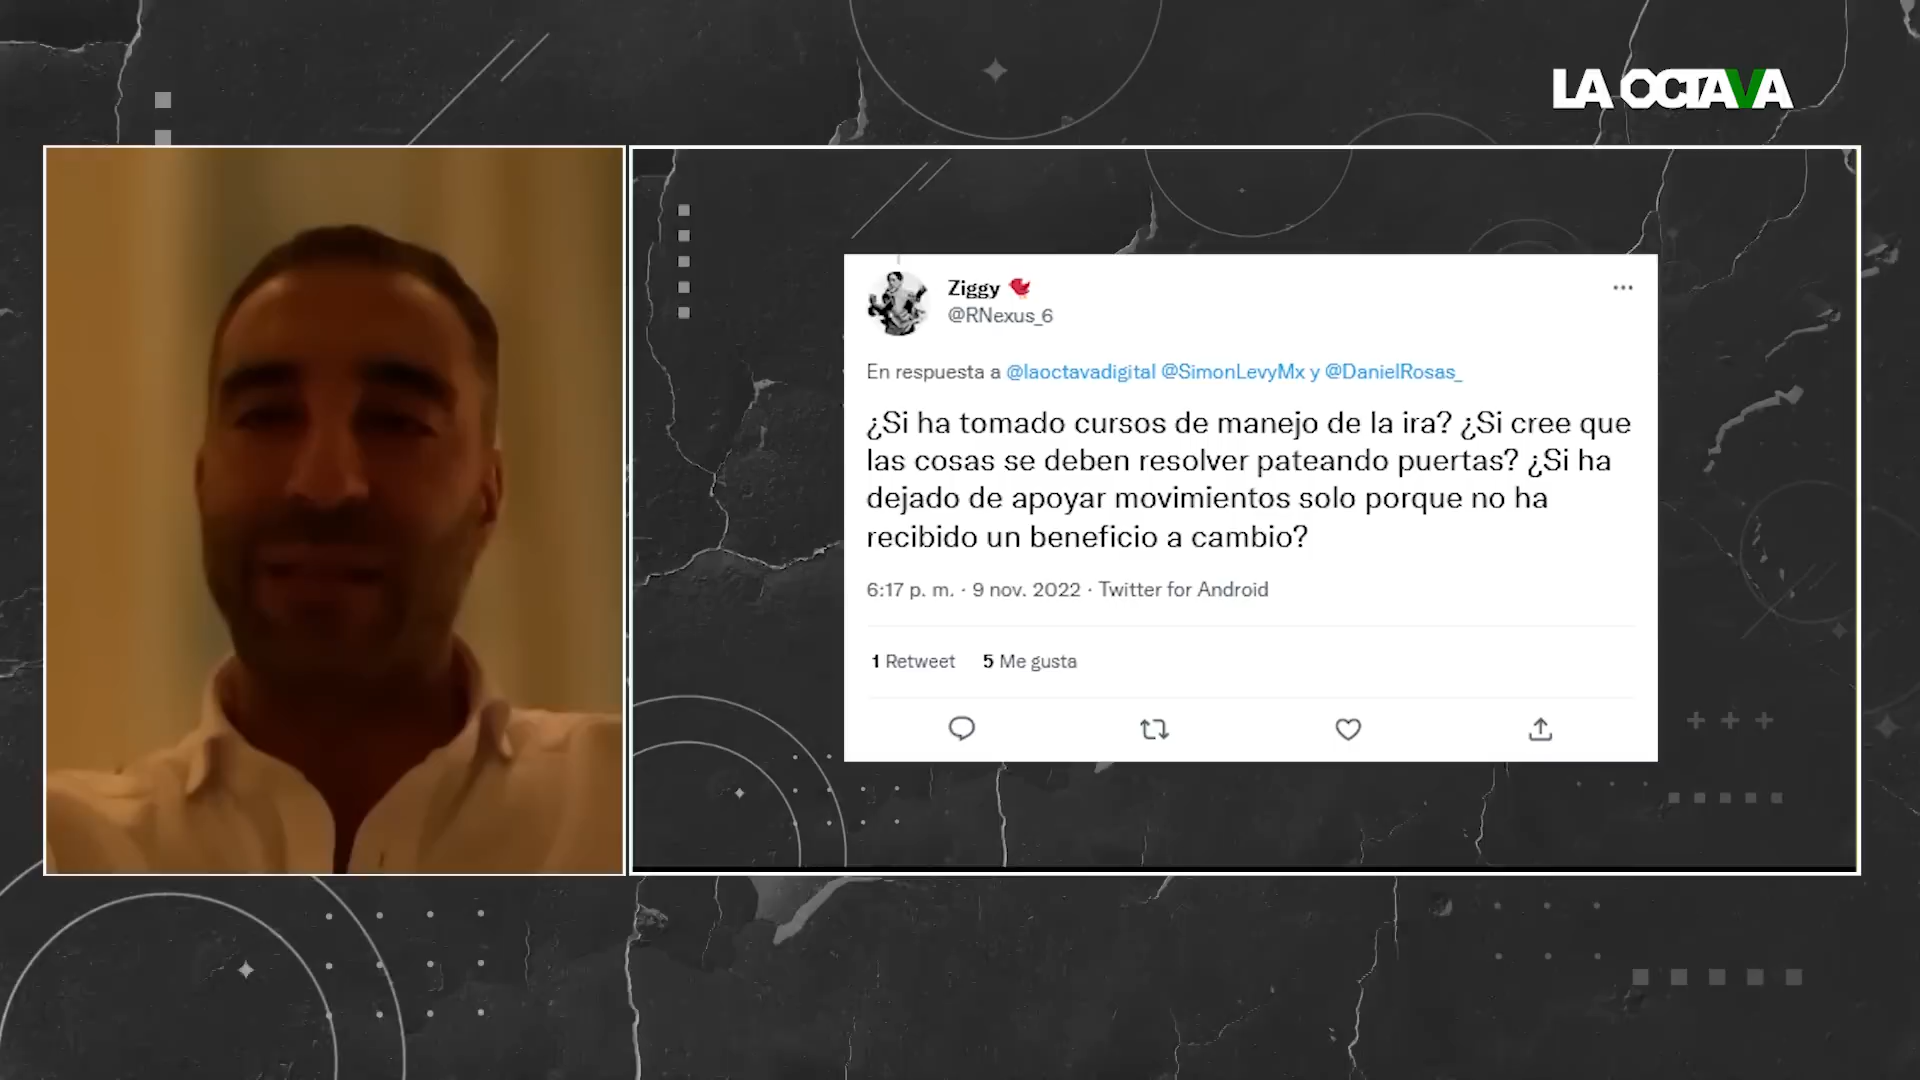 LA OCTAVA
Ziggy
@RNexus_6
En respuesta a @laoctavadigital @SimonLevyMx y @DanielRosas_
¿Si ha tomado cursos de manejo de la ira? ¿Si cree que
las cosas se deben resolver pateando puertas? ¿Si ha
dejado de apoyar movimientos solo porque no ha
recibido un beneficio a cambio?
6:17 p. m. · 9 nov. 2022 · Twitter for Android
1 Retweet 5 Me gusta